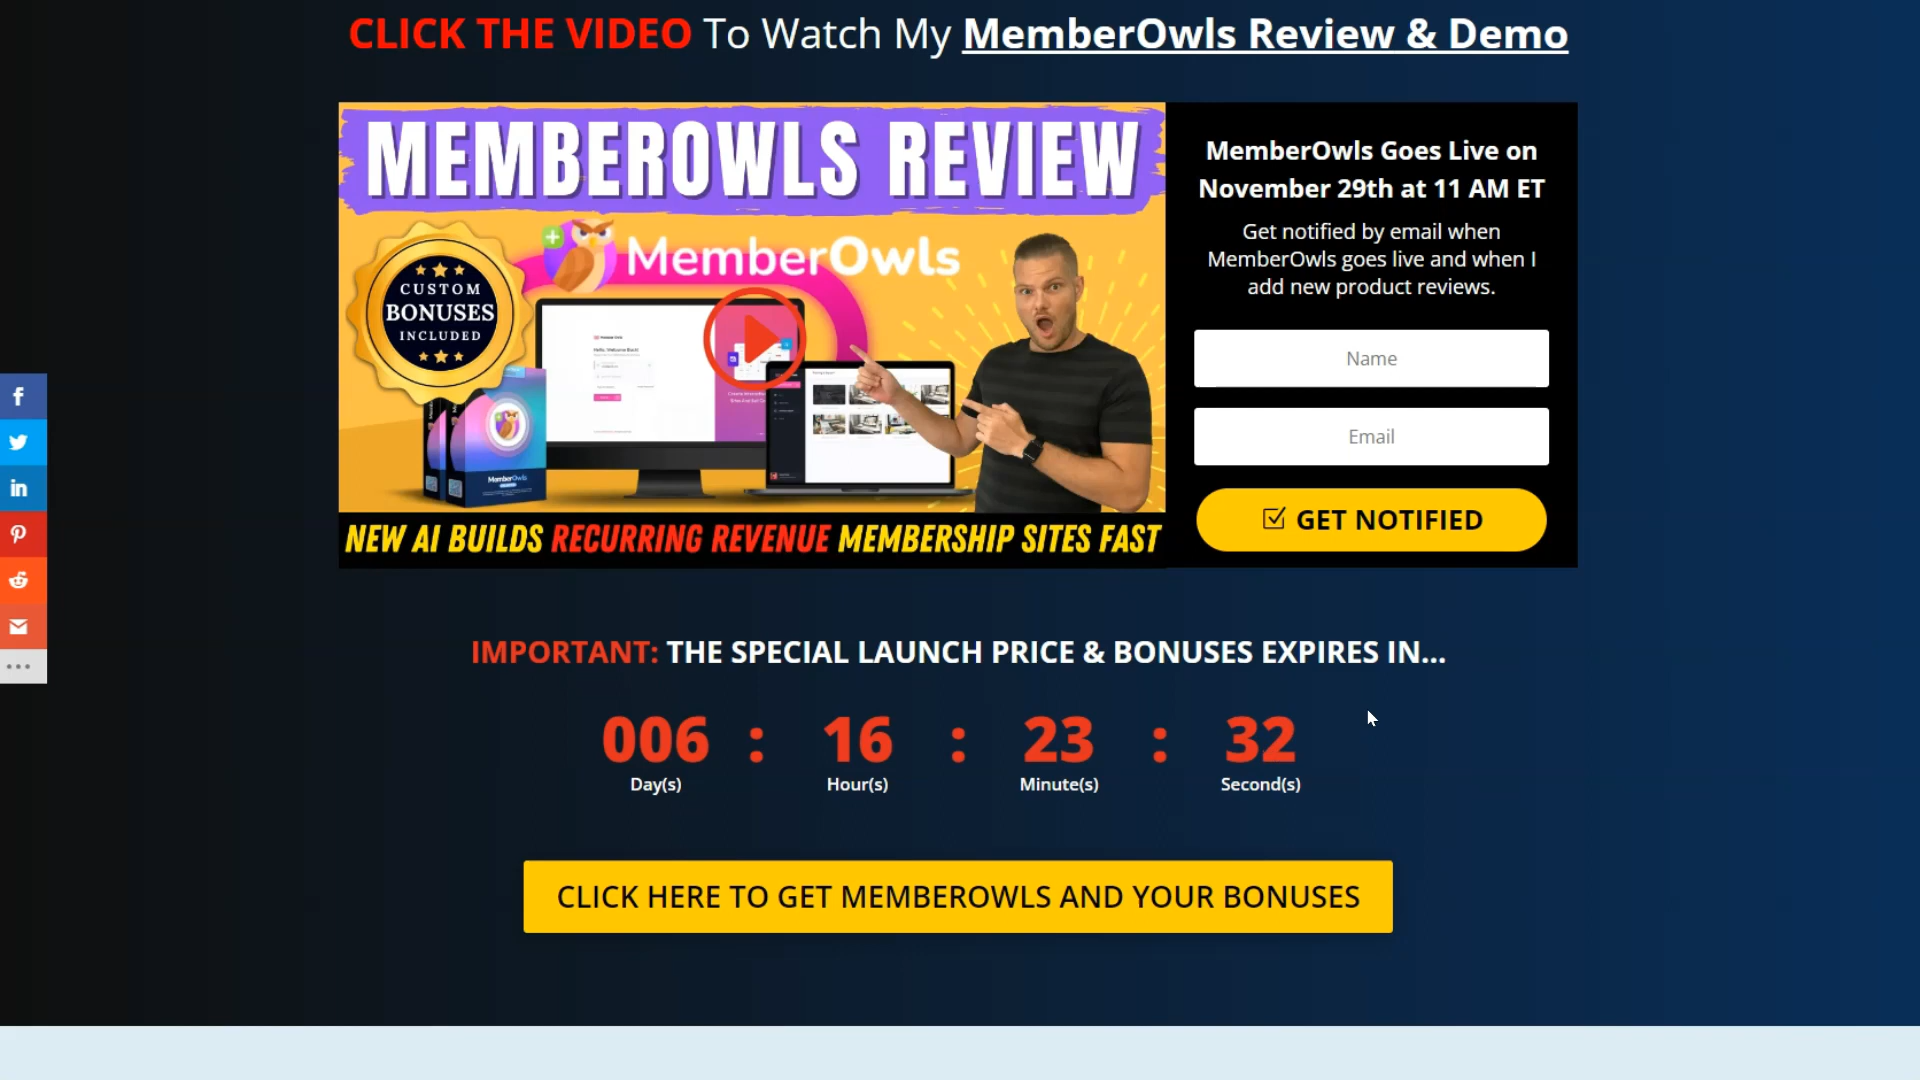 CLICK THE VIDEO To Watch My MemberOwls Review & Demo
MEMBEROWLS REVIEW
MemberOwls
CUSTOM
BONUSES
INCLUDED
MemberOwls
NEW AI BUILDS RECURRING REVENUE MEMBERSHIP SITES FAST
MemberOwls Goes Live on
November 29th at 11 AM ET
Get notified by email when
MemberOwls goes live and when I
add new product reviews.
Name
Email
GET NOTIFIED
IMPORTANT: THE SPECIAL LAUNCH PRICE & BONUSES EXPIRES IN...
006 : 16 : 23 : 32
Day(s) Hour(s) Minute(s) Second(s)
CLICK HERE TO GET MEMBEROWLS AND YOUR BONUSES